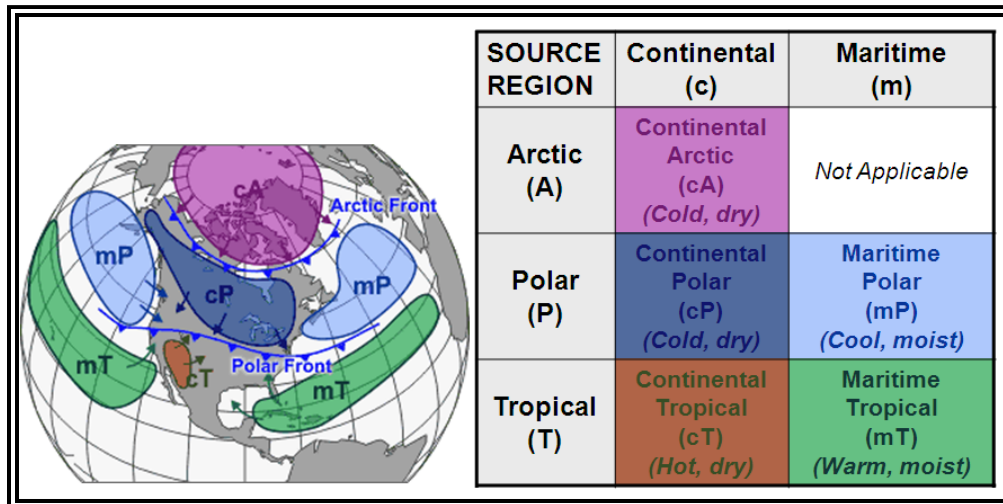 cA
Arctic Front
mP
mP
cP
mT
cT
Polar Front
mT
SOURCE REGION
Continental (c)
Maritime (m)
Arctic (A)
Continental
Arctic
(cA)
(Cold, dry)
Not Applicable
Polar (P)
Continental
Polar
(cP)
(Cold, dry)
Maritime
Polar
(mP)
(Cool, moist)
Tropical (T)
Continental
Tropical
(cT)
(Hot, dry)
Maritime
Tropical
(mT)
(Warm, moist)